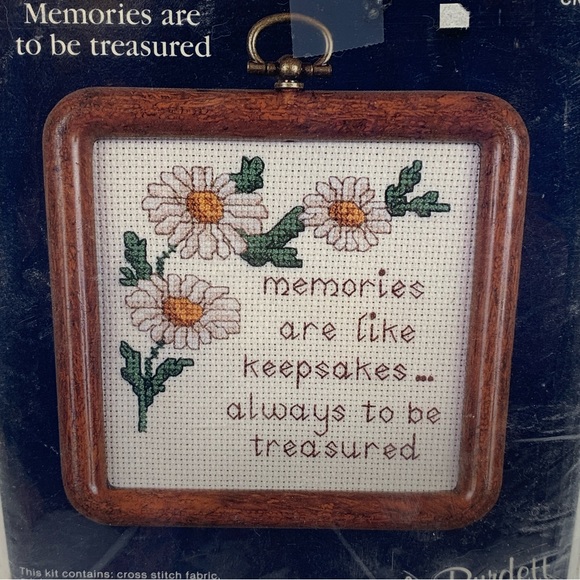 Memories are
to be treasured
memories
are like
keepsakes...
always to be
treasured
This kit contains: cross stitch fabric,
Burdett